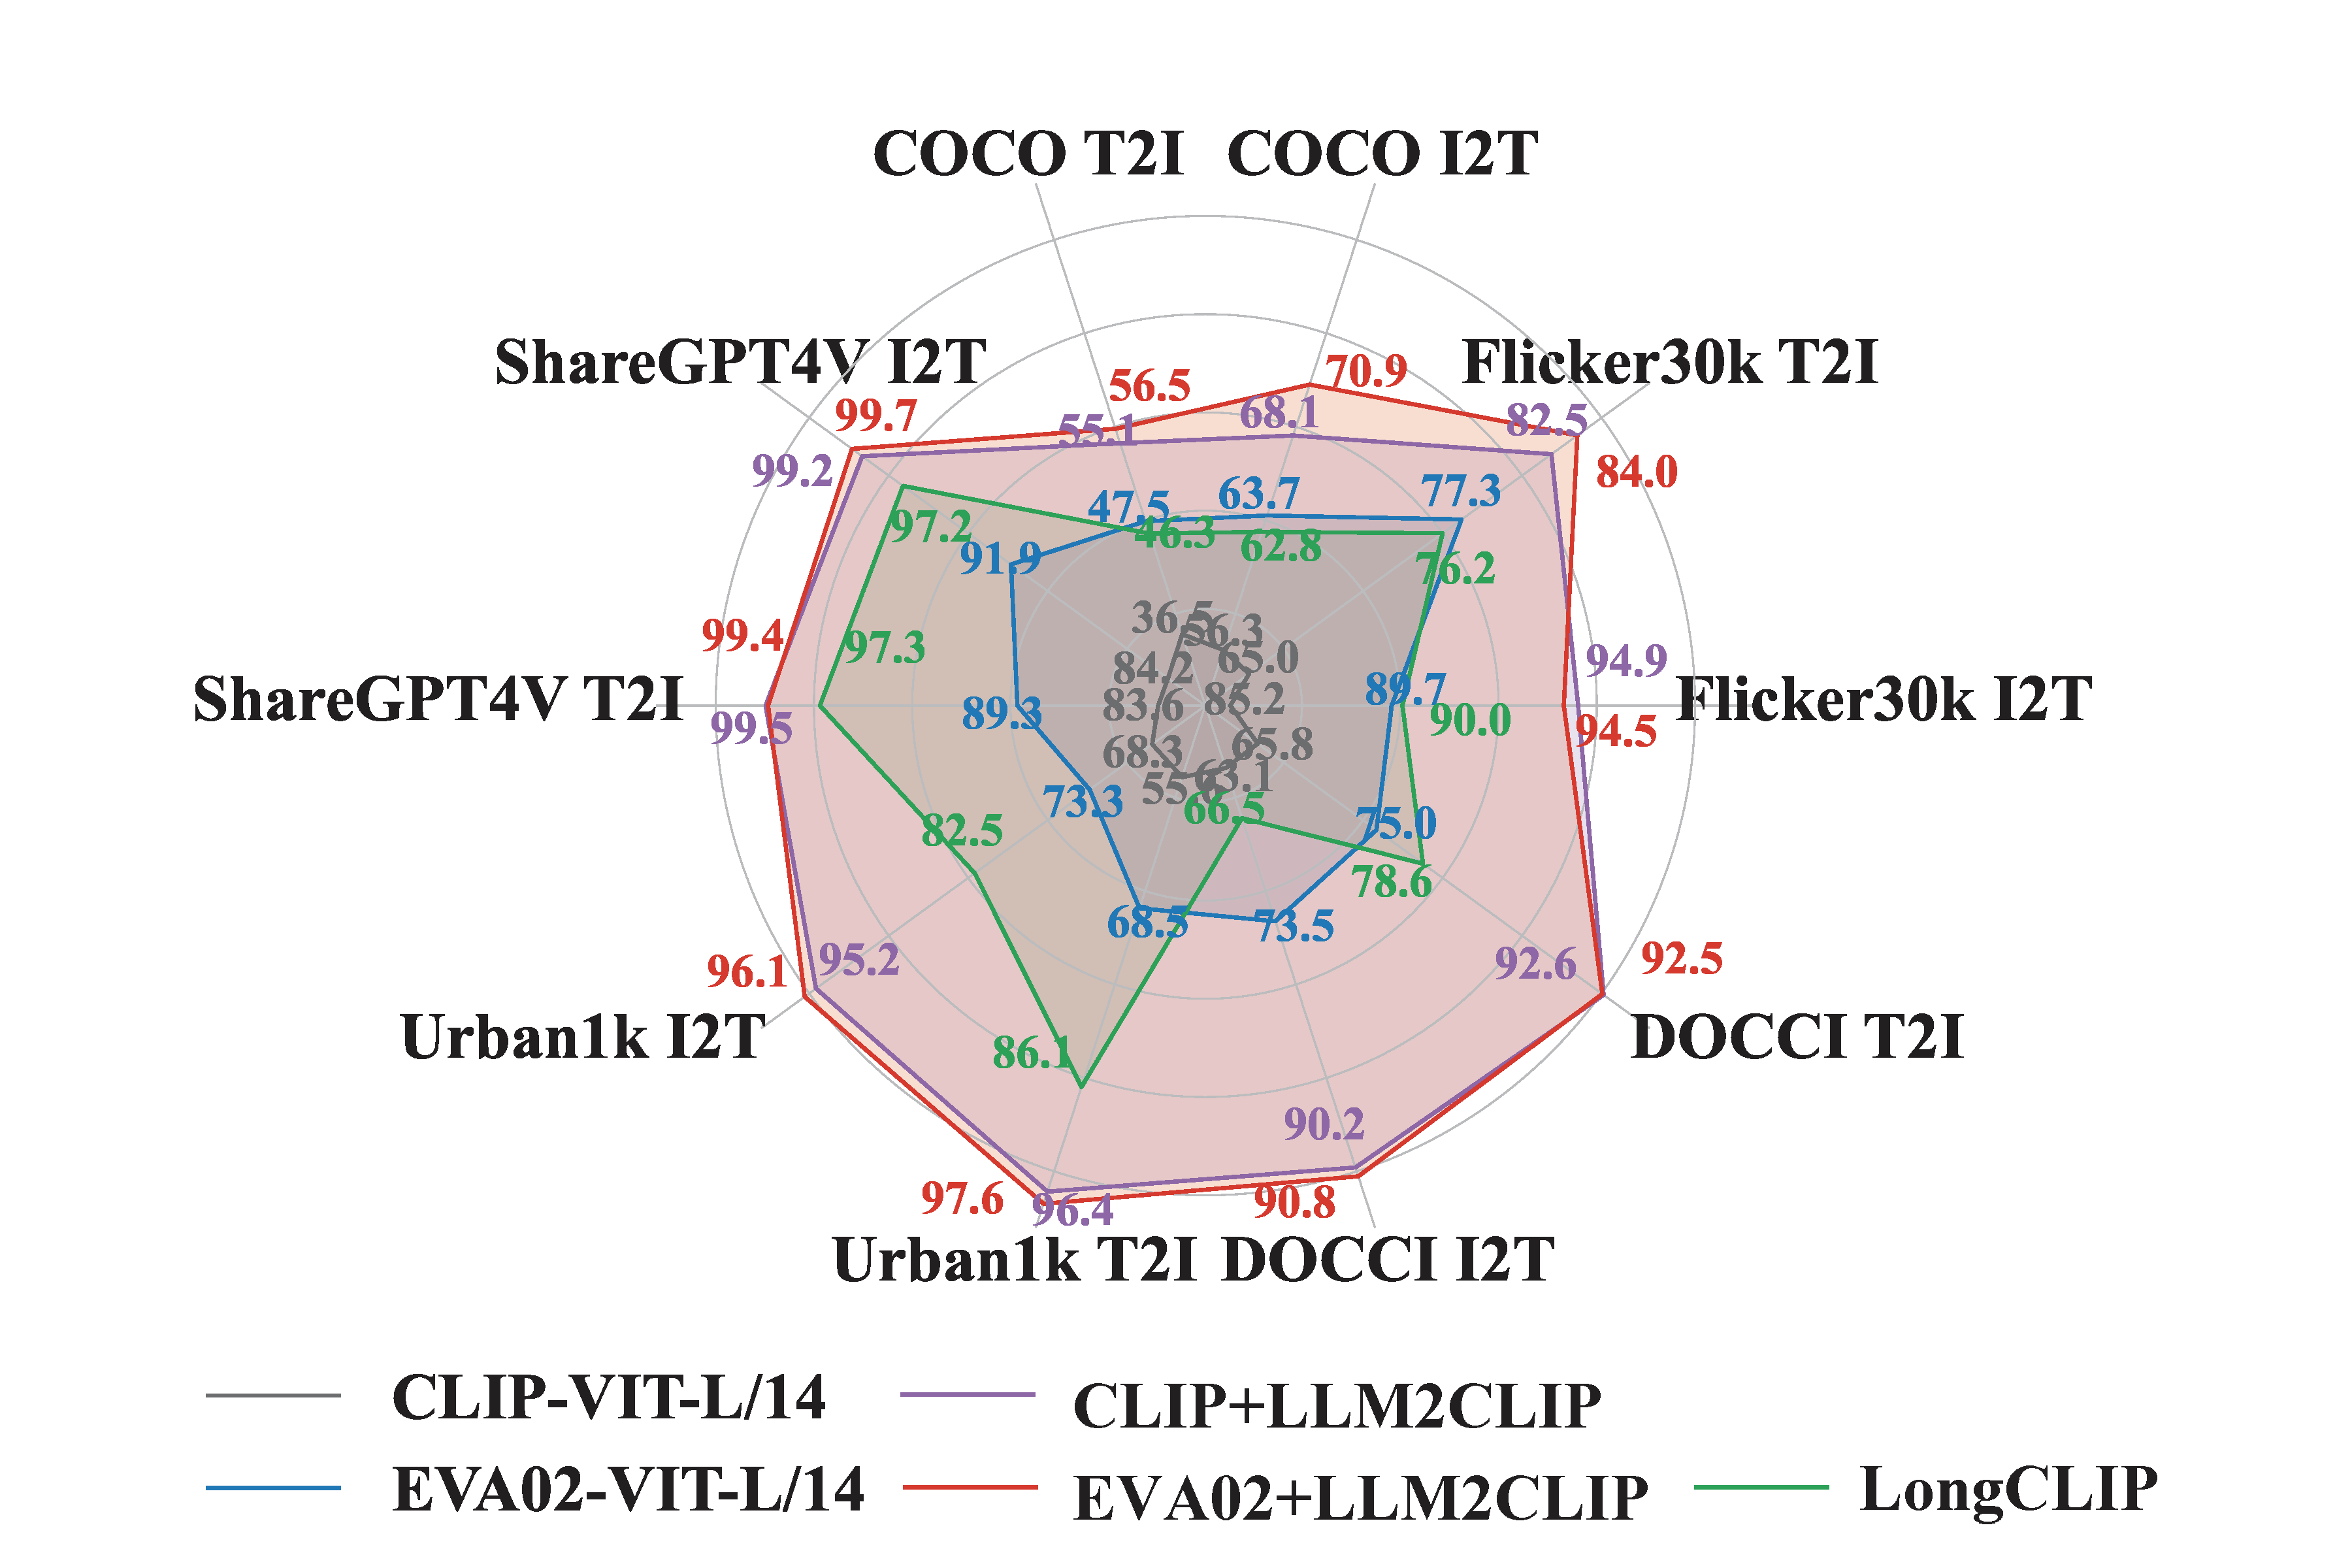 COCO T2I COCO I2T
ShareGPT4V I2T Flicker30k T2I
56.5 70.9
99.7 68.1 82.5
99.2 55.1 84.0
47.5 63.7 77.3
97.2 46.3 62.8
91.9 76.2
36.5 56.3
99.4 97.3 84.2 65.0 94.9
ShareGPT4V T2I 83.6 85.2 89.7 Flicker30k I2T
99.5 89.3 90.0 94.5
68.3 65.8
73.3 63.1
82.5 66.5 75.0
78.6
68.5 73.5
96.1 95.2 92.6 92.5
Urban1k I2T 86.1 DOCCI T2I
90.2
97.6 96.4 90.8
Urban1k T2I DOCCI I2T
CLIP-VIT-L/14 CLIP+LLM2CLIP
EVA02-VIT-L/14 EVA02+LLM2CLIP LongCLIP